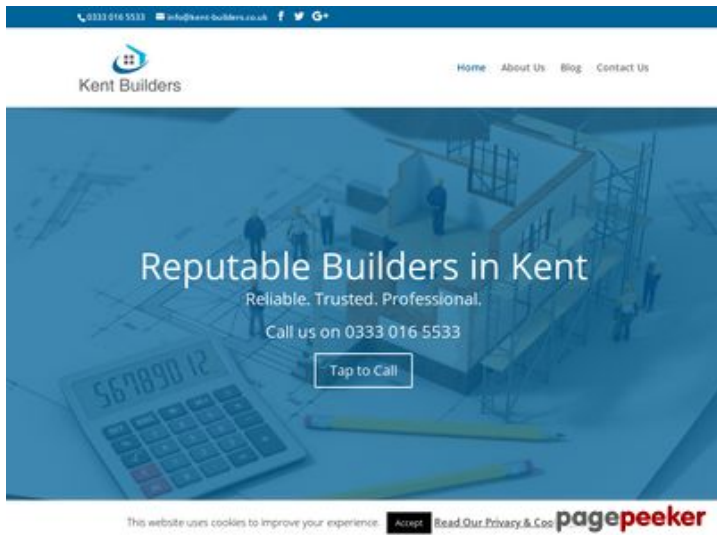 0333 016 5533 info@kent-builders.co.uk
Kent Builders
Home About Us Blog Contact Us
Reputable Builders in Kent
Reliable. Trusted. Professional.
Call us on 0333 016 5533
Tap to Call
567890 12
This website uses cookies to improve your experience. Accept Read Our Privacy & Coo
pagepeeker